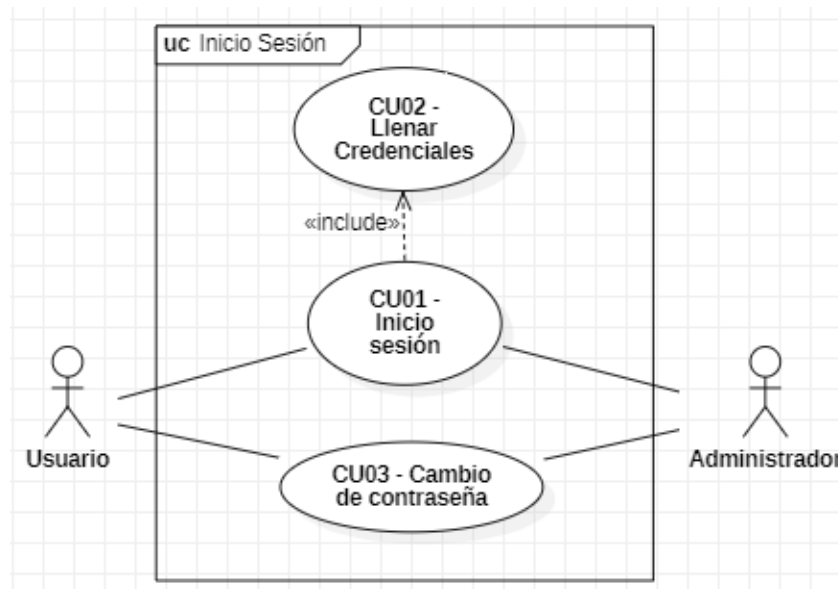 uc Inicio Sesión
CU02 -
Llenar
Credenciales
«include»
CU01 -
Inicio
sesión
Usuario
Administrador
CU03 - Cambio
de contraseña